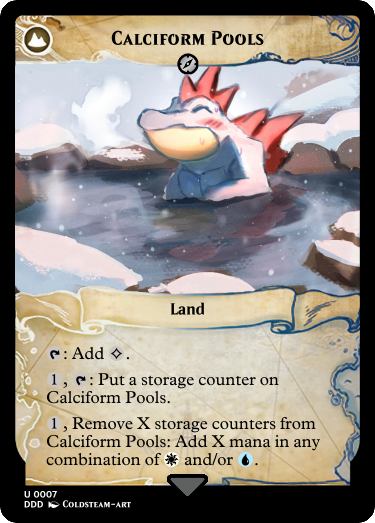 Calciform Pools
Land
: Add .
1 , : Put a storage counter on
Calciform Pools.
1 , Remove X storage counters from
Calciform Pools: Add X mana in any
combination of and/or .
U 0007
DDD Coldsteam-art